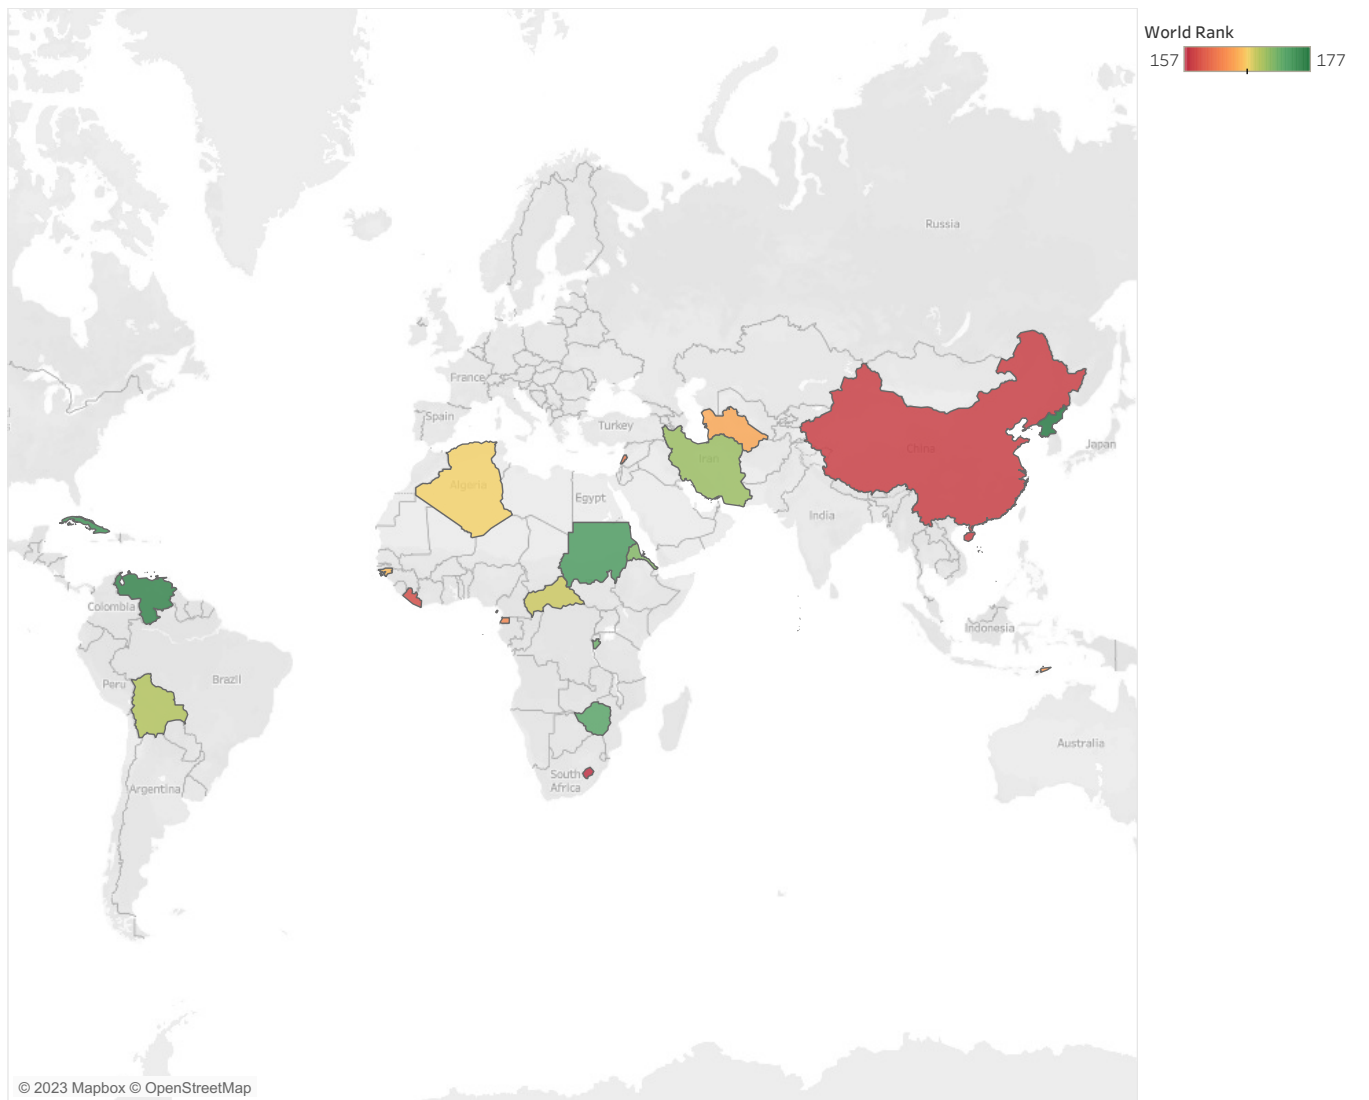 World Rank
157
177
Russia
France
Spain
Turkey
China
Japan
Iran
Algeria
Egypt
India
Colombia
Indonesia
Peru
Brazil
Australia
South
Africa
Argentina
© 2023 Mapbox © OpenStreetMap